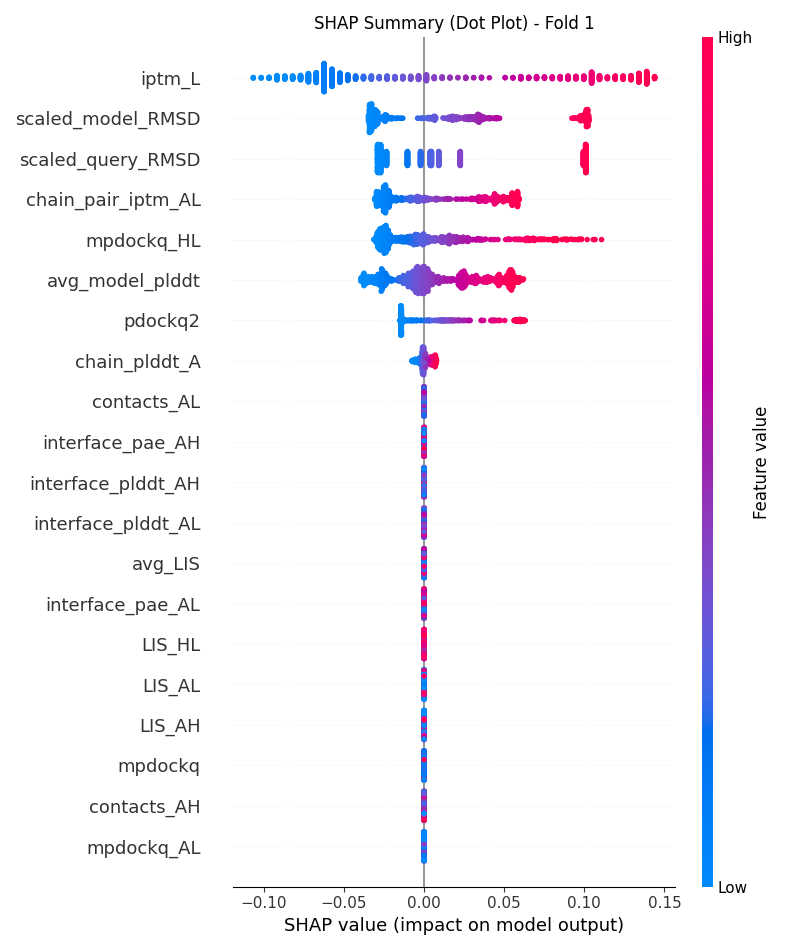 SHAP Summary (Dot Plot) - Fold 1
High
iptm_L
scaled_model_RMSD
scaled_query_RMSD
chain_pair_iptm_AL
mpdockq_HL
avg_model_plddt
pdockq2
chain_plddt_A
contacts_AL
interface_pae_AH
interface_plddt_AH
interface_plddt_AL
avg_LIS
interface_pae_AL
LIS_HL
LIS_AL
LIS_AH
mpdockq
contacts_AH
mpdockq_AL
Feature value
Low
−0.10 −0.05 0.00 0.05 0.10 0.15
SHAP value (impact on model output)